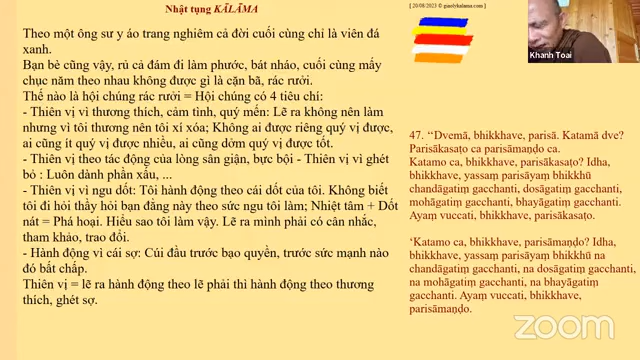 Nhật tụng KĀLĀMA
[ 20/08/2023 © giaolykalama.com ]
Theo một ông sư y áo trang nghiêm cả đời cuối cùng chỉ là viên đá
xanh.
Bạn bè cũng vậy, rủ cả đám đi làm phước, bát nháo, cuối cùng mấy
chục năm theo nhau không được gì là cặn bã, rác rưởi.
Thế nào là hội chúng rác rưởi = Hội chúng có 4 tiêu chí:
- Thiên vị vì thương thích, cảm tình, quý mến: Lẽ ra không nên làm
nhưng vì tôi thương nên tôi xí xóa; Không ai được riêng quý vị được,
ai cũng ít quý vị được nhiều, ai cũng dởm quý vị được tốt.
- Thiên vị theo tác động của lòng sân giận, bực bội - Thiên vị vì ghét
bỏ : Luôn dành phần xấu, ...
- Thiên vị vì ngu dốt: Tôi hành động theo cái dốt của tôi. Không biết
tôi đi hỏi thầy hỏi bạn đằng này theo sức ngu tôi làm; Nhiệt tâm + Dốt
nát = Phá hoại. Hiểu sao tôi làm vậy. Lẽ ra mình phải có cân nhắc,
tham khảo, trao đổi.
- Hành động vì cái sợ: Cúi đầu trước bạo quyền, trước sức mạnh nào
đó bất chấp.
Thiên vị = lẽ ra hành động theo lẽ phải thì hành động theo thương
thích, ghét sợ.
Khanh Toai
47. ‘‘Dvemā, bhikkhave, parisā. Katamā dve?
Parisākasaṭo ca parisāmaṇḍo ca.
Katamo ca, bhikkhave, parisākasaṭo? Idha,
bhikkhave, yassaṃ parisāyaṃ bhikkhū
chandāgatiṃ gacchanti, dosāgatiṃ gacchanti,
mohāgatiṃ gacchanti, bhayāgatiṃ gacchanti.
Ayaṃ vuccati, bhikkhave, parisākasaṭo.
‘Katamo ca, bhikkhave, parisāmaṇḍo? Idha,
bhikkhave, yassaṃ parisāyaṃ bhikkhū na
chandāgatiṃ gacchanti, na dosāgatiṃ gacchanti,
na mohāgatiṃ gacchanti, na bhayāgatiṃ
gacchanti. Ayaṃ vuccati, bhikkhave,
parisāmaṇḍo.
zoom